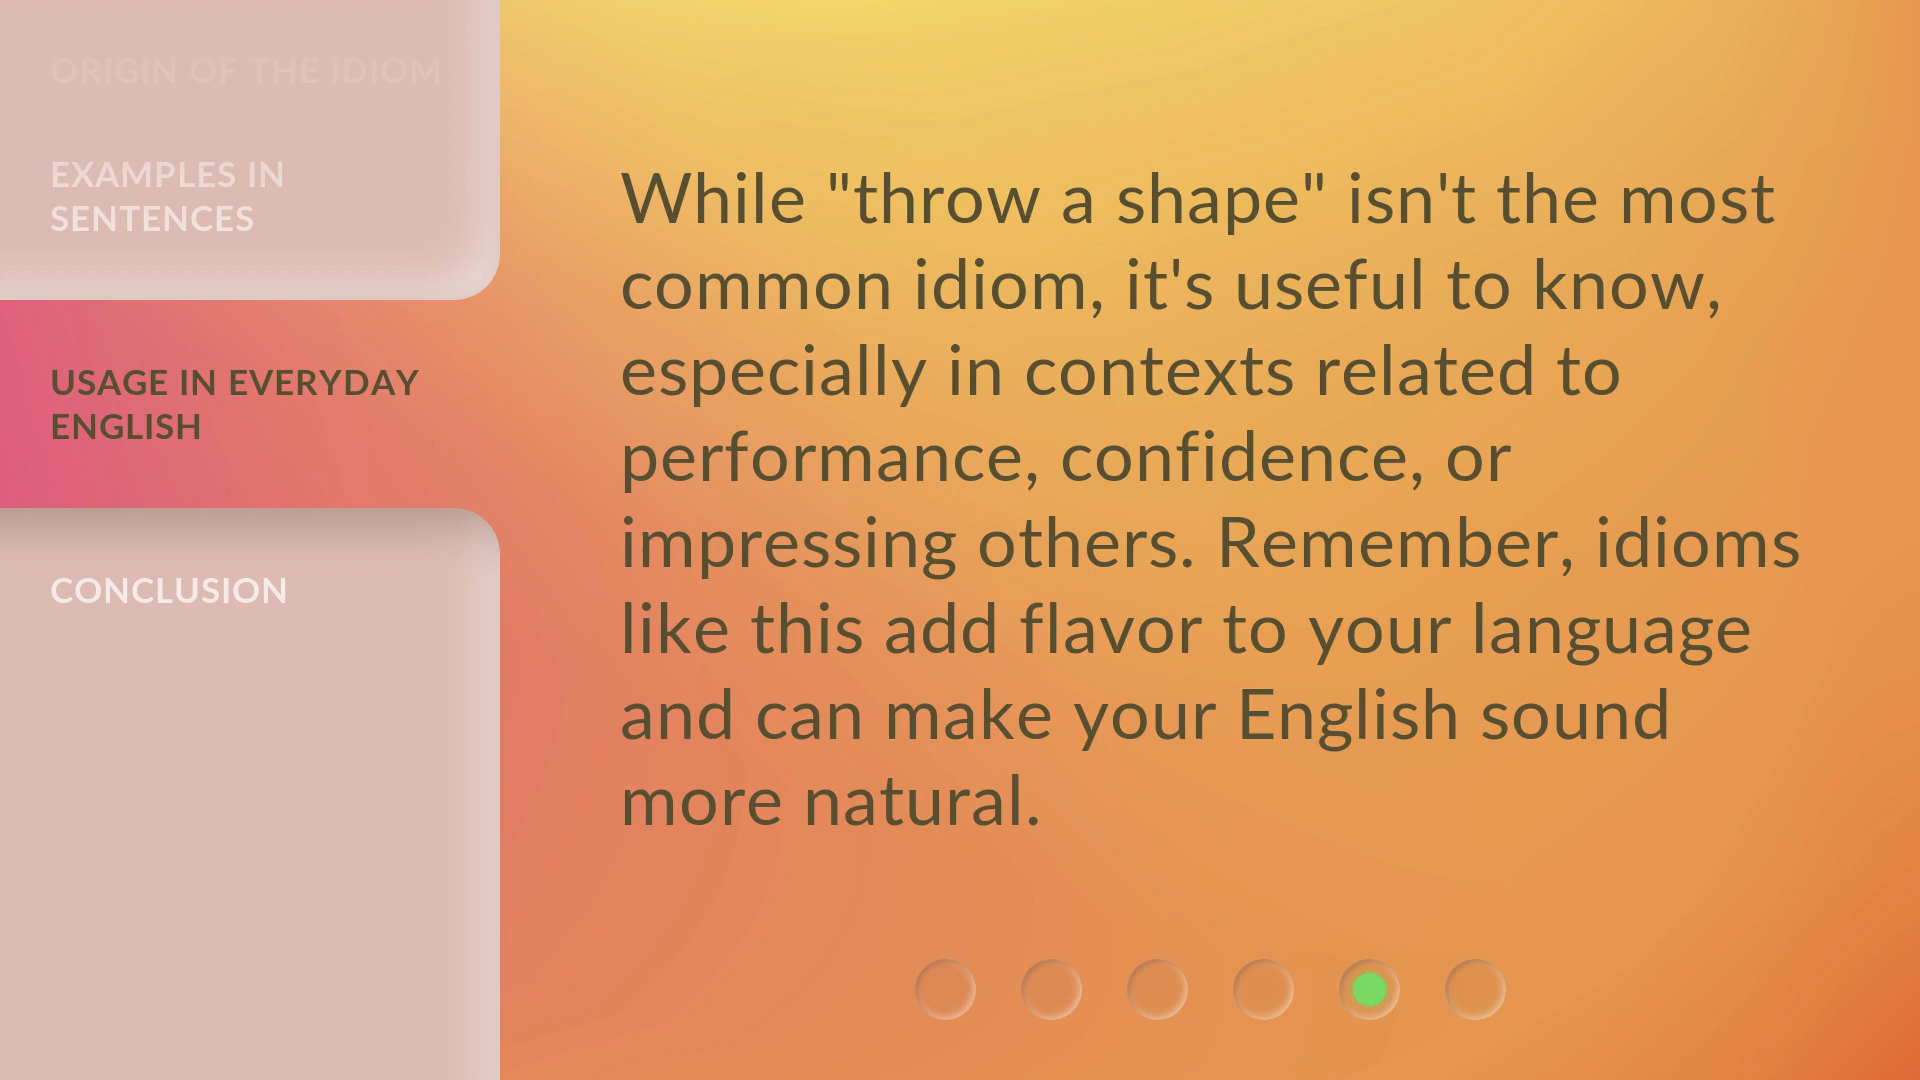 ORIGIN OF THE IDIOM
EXAMPLES IN
SENTENCES
USAGE IN EVERYDAY
ENGLISH
CONCLUSION
While "throw a shape" isn't the most
common idiom, it's useful to know,
especially in contexts related to
performance, confidence, or
impressing others. Remember, idioms
like this add flavor to your language
and can make your English sound
more natural.